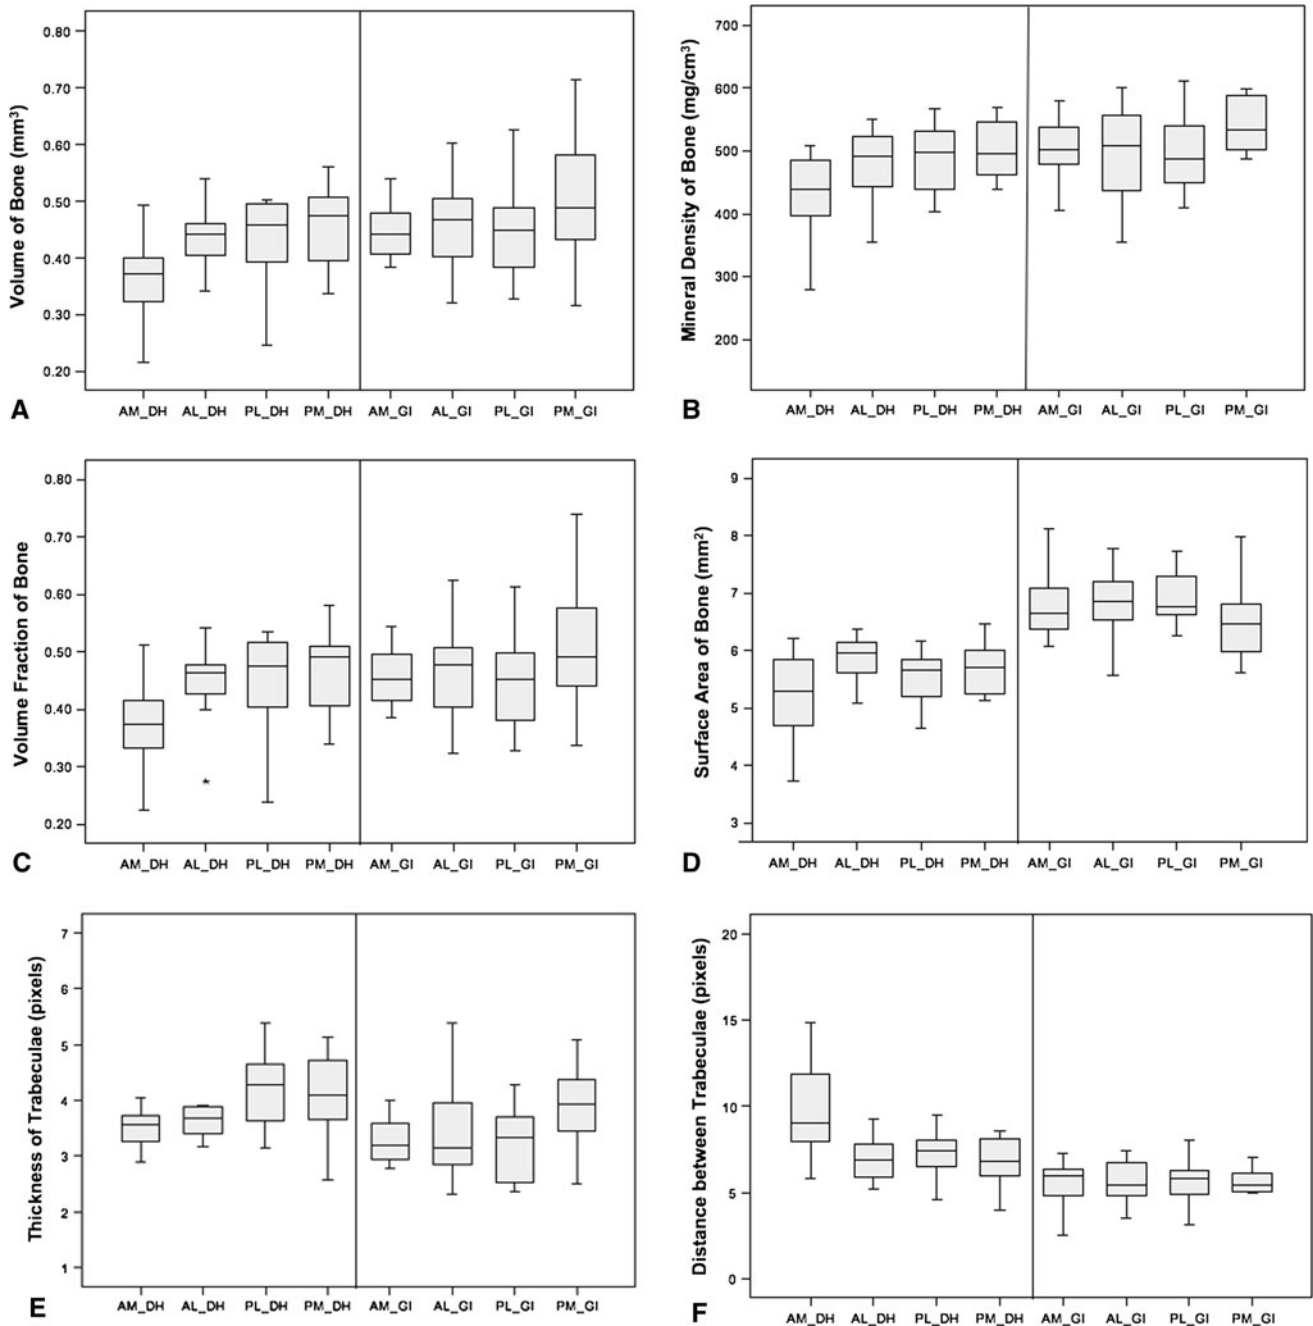 Volume of Bone (mm³)
0.80
0.70
0.60
0.50
0.40
0.30
0.20
AM_DH AL_DH PL_DH PM_DH AM_GI AL_GI PL_GI PM_GI
A
Mineral Density of Bone (mg/cm³)
700
600
500
400
300
200
AM_DH AL_DH PL_DH PM_DH AM_GI AL_GI PL_GI PM_GI
B
Volume Fraction of Bone
0.80
0.70
0.60
0.50
0.40
0.30
0.20
AM_DH AL_DH PL_DH PM_DH AM_GI AL_GI PL_GI PM_GI
C
Surface Area of Bone (mm²)
9
8
7
6
5
4
3
AM_DH AL_DH PL_DH PM_DH AM_GI AL_GI PL_GI PM_GI
D
Thickness of Trabeculae (pixels)
7
6
5
4
3
2
1
AM_DH AL_DH PL_DH PM_DH AM_GI AL_GI PL_GI PM_GI
E
Distance between Trabeculae (pixels)
20
15
10
5
0
AM_DH AL_DH PL_DH PM_DH AM_GI AL_GI PL_GI PM_GI
F